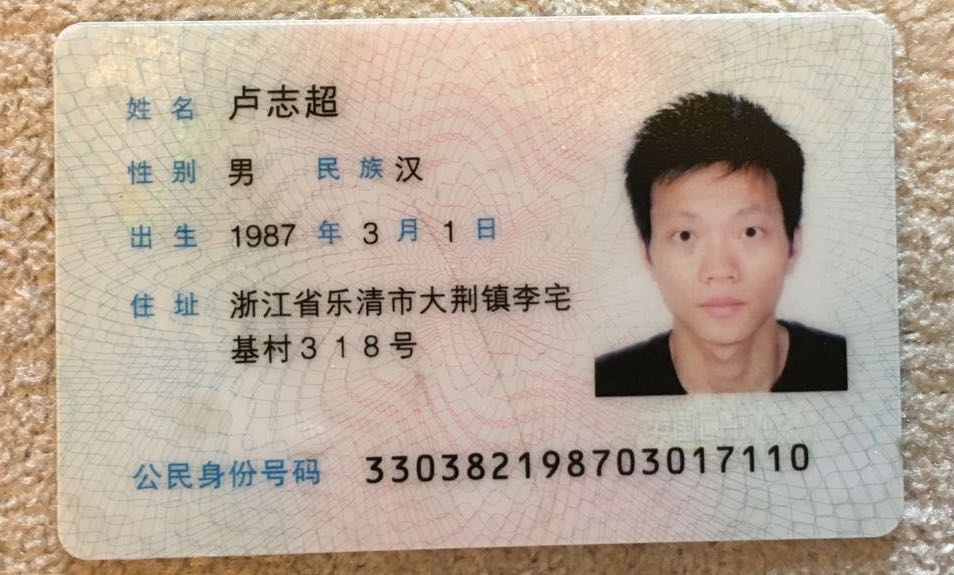 姓名 卢志超
性别 男 民族 汉
出生 1987 年 3 月 1 日
住址 浙江省乐清市大荆镇李宅
基村318号
公民身份号码 330382198703017110